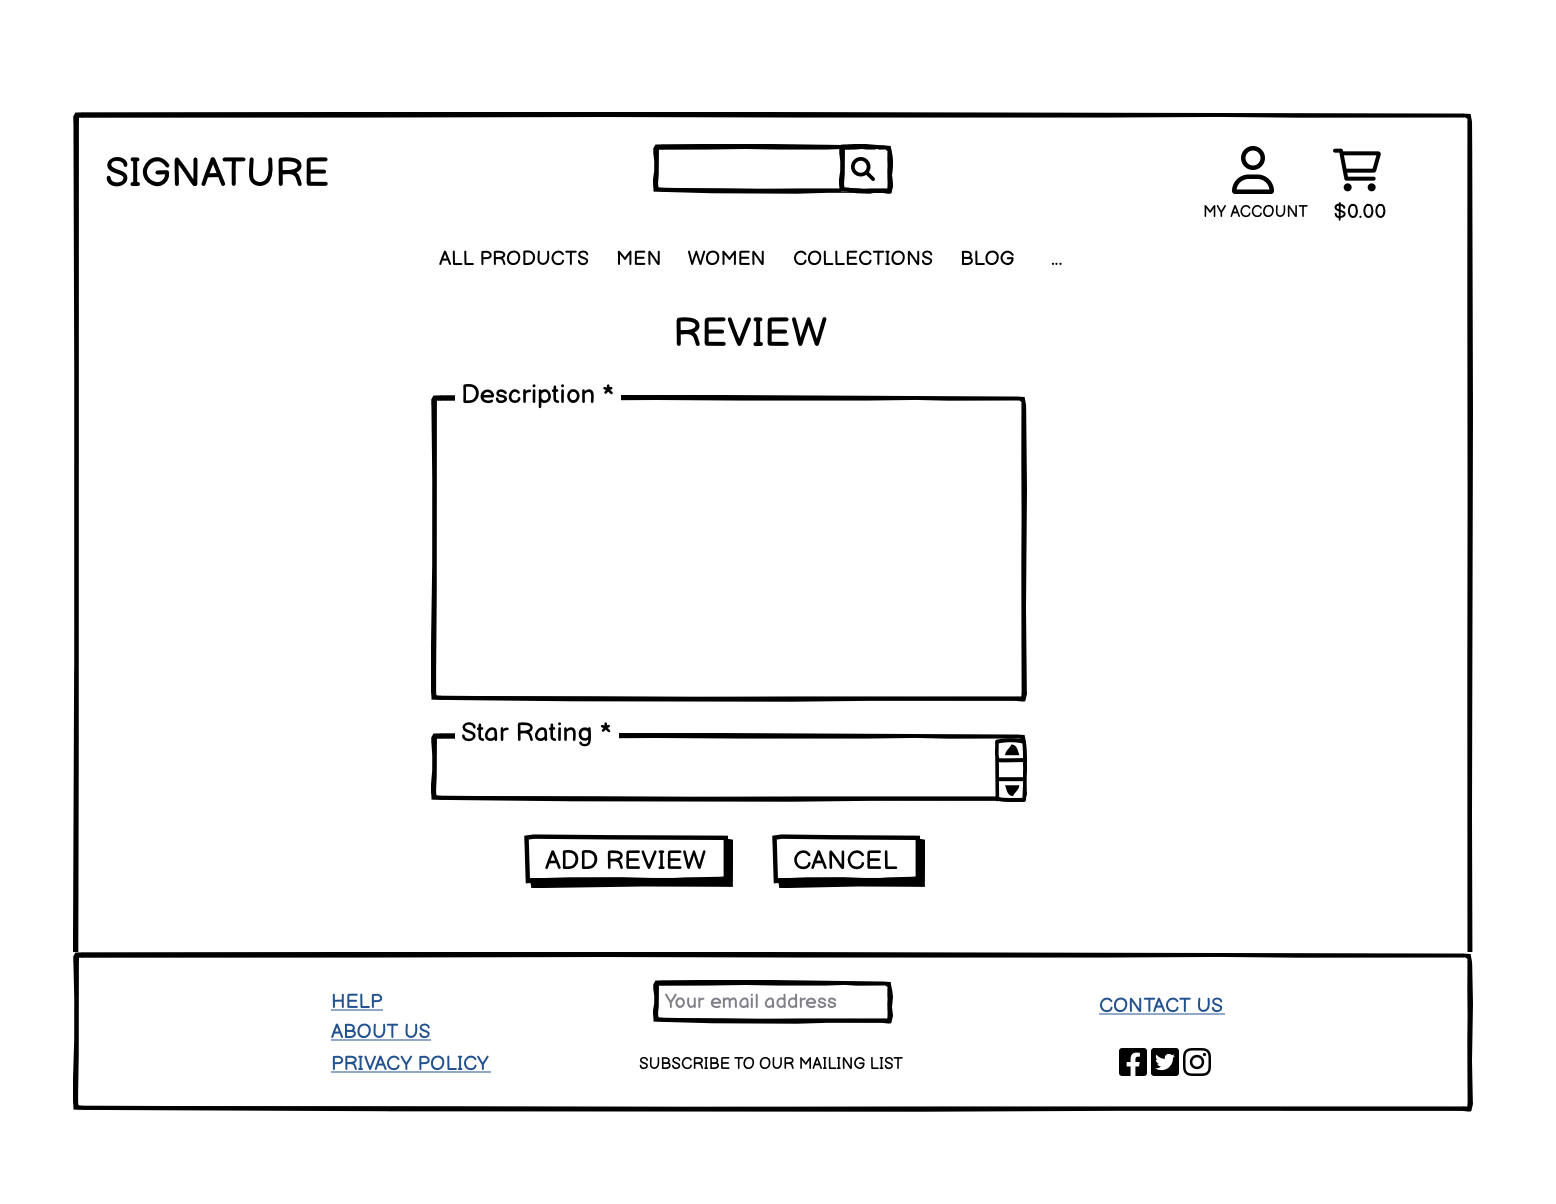 SIGNATURE
MY ACCOUNT
$0.00
ALL PRODUCTS MEN WOMEN COLLECTIONS BLOG ...
REVIEW
Description *
Star Rating *
ADD REVIEW CANCEL
HELP
ABOUT US
PRIVACY POLICY
Your email address
SUBSCRIBE TO OUR MAILING LIST
CONTACT US